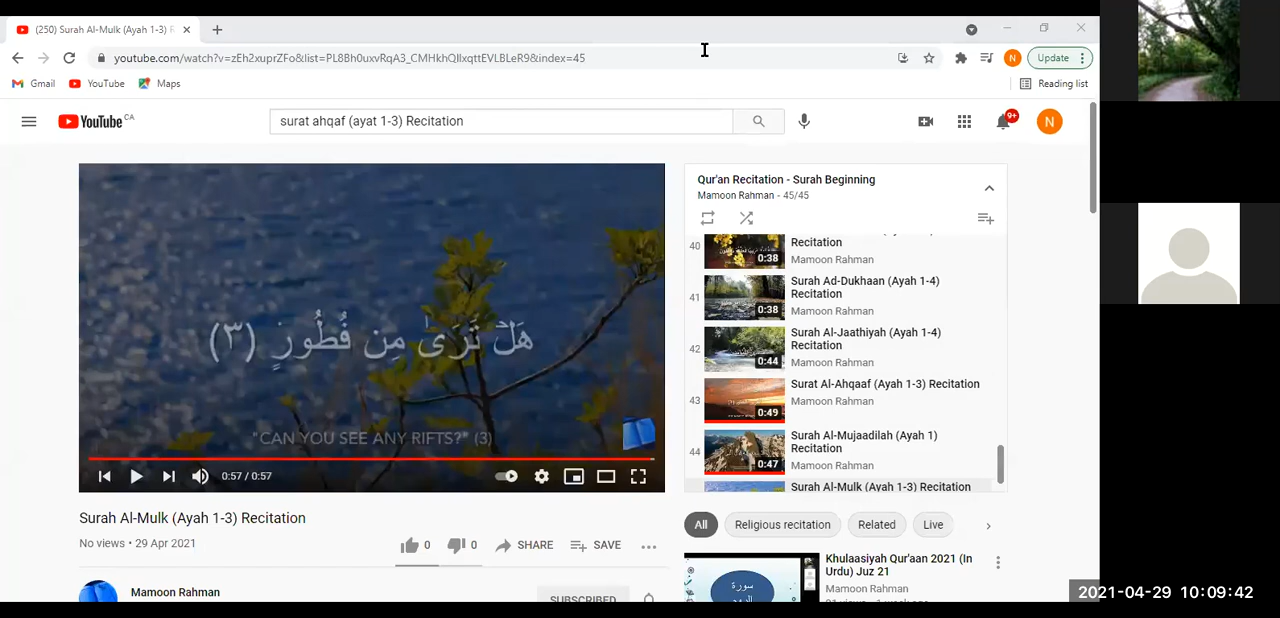 (250) Surah Al-Mulk (Ayah 1-3) R
youtube.com/watch?v=zEh2xuprZFo&list=PL8Bh0uxvRqA3_CMHkhQIlxqttEVLBLeR9&index=45
Update
Gmail
YouTube
Maps
Reading list
YouTube CA
surat ahqaf (ayat 1-3) Recitation
9+
N
هَلْ تَرَىٰ مِن فُطُورٍ (٣)
"CAN YOU SEE ANY RIFTS?" (3)
0:57 / 0:57
Surah Al-Mulk (Ayah 1-3) Recitation
No views • 29 Apr 2021
0
0
SHARE
SAVE
Mamoon Rahman
SUBSCRIBED
Qur'an Recitation - Surah Beginning
Mamoon Rahman - 45/45
40
0:38
Recitation
Mamoon Rahman
41
0:38
Surah Ad-Dukhaan (Ayah 1-4)
Recitation
Mamoon Rahman
42
0:44
Surah Al-Jaathiyah (Ayah 1-4)
Recitation
Mamoon Rahman
43
0:49
Surat Al-Ahqaaf (Ayah 1-3) Recitation
Mamoon Rahman
44
0:47
Surah Al-Mujaadilah (Ayah 1)
Recitation
Mamoon Rahman
Surah Al-Mulk (Ayah 1-3) Recitation
All
Religious recitation
Related
Live
Khulaasiyah Qur'aan 2021 (In
Urdu) Juz 21
Mamoon Rahman
2021-04-29 10:09:42